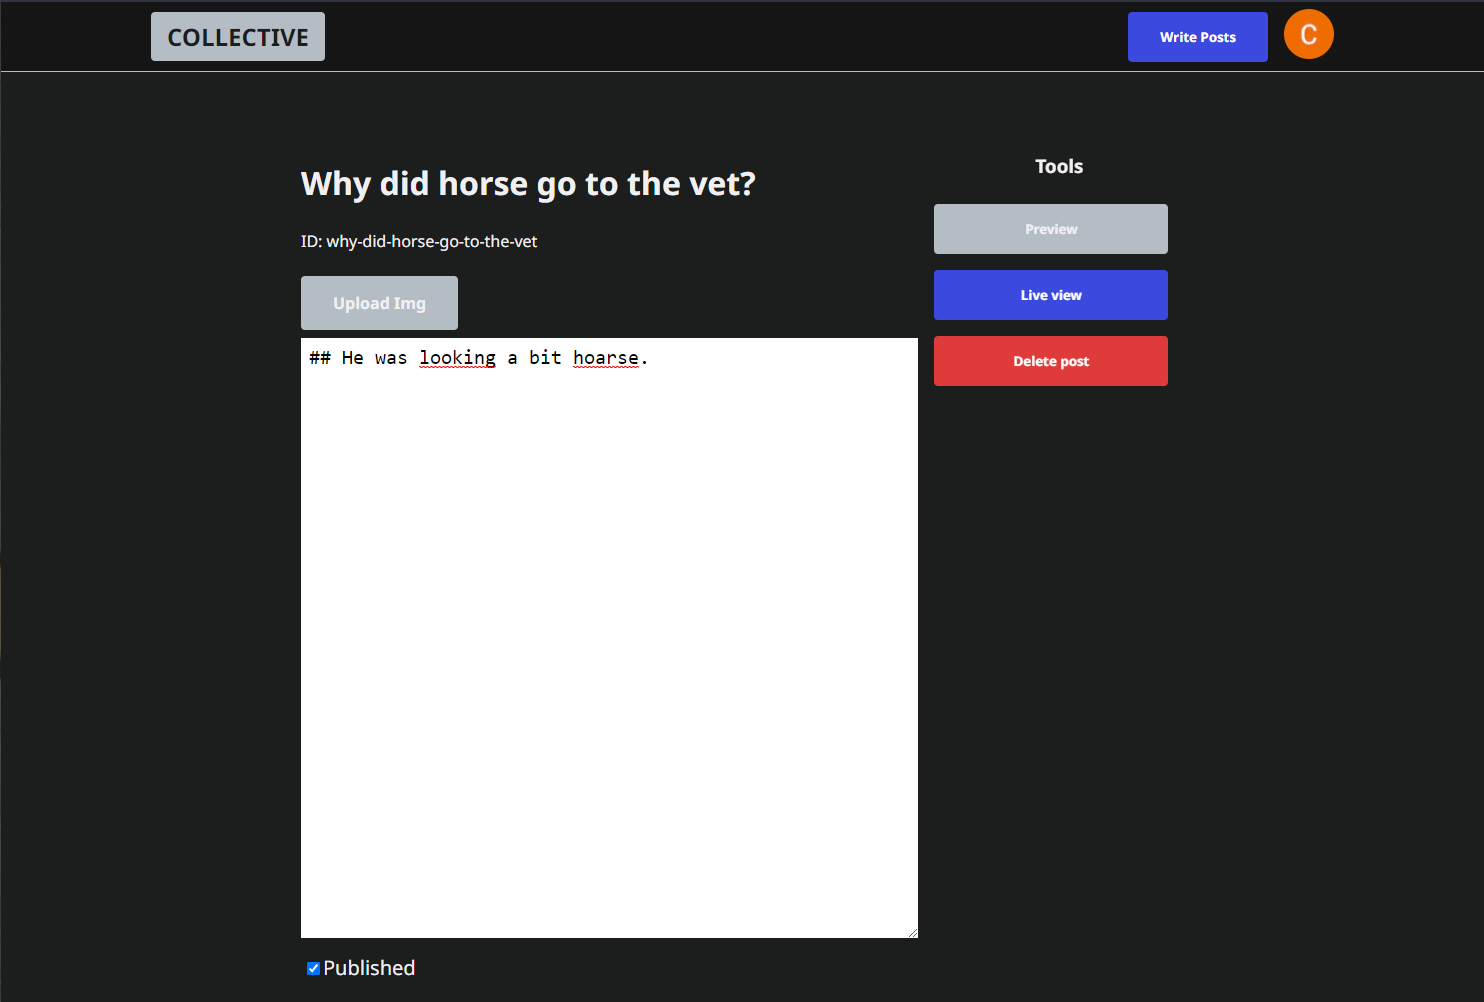 COLLECTIVE
Write Posts
C
Why did horse go to the vet?
ID: why-did-horse-go-to-the-vet
Upload Img
## He was looking a bit hoarse.
Published
Tools
Preview
Live view
Delete post